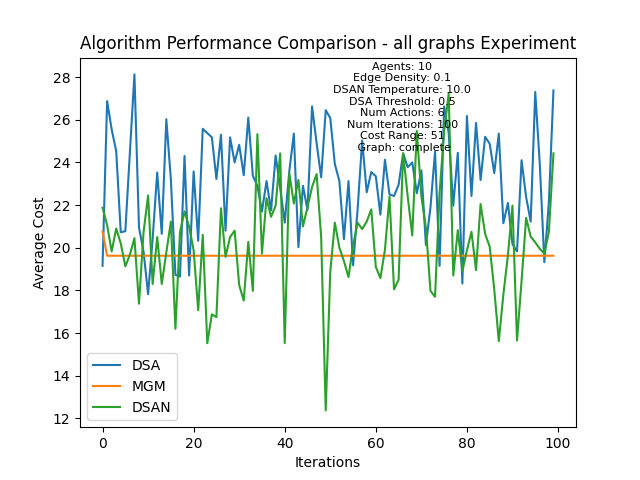 Algorithm Performance Comparison - all graphs Experiment
Agents: 10
Edge Density: 0.1
DSAN Temperature: 10.0
DSA Threshold: 0.5
Num Actions: 6
Num Iterations: 100
Cost Range: 51
Graph: complete
Average Cost
28
26
24
22
20
18
16
14
12
DSA
MGM
DSAN
0
20
40
60
80
100
Iterations